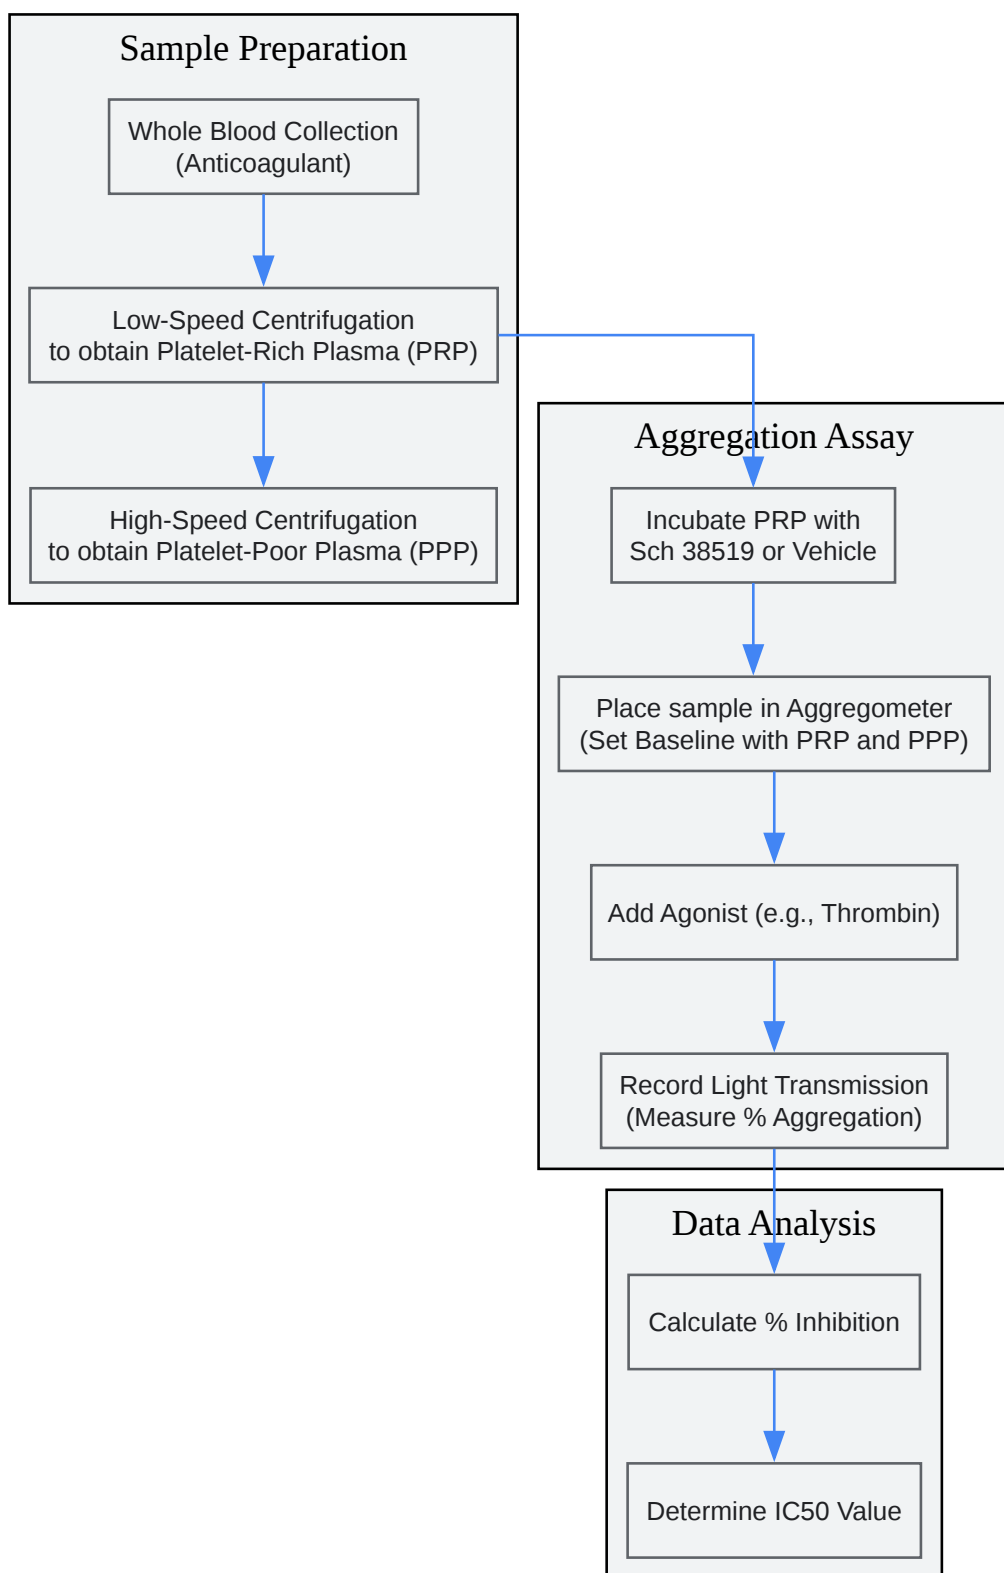 Sample Preparation
Whole Blood Collection
(Anticoagulant)
Low-Speed Centrifugation
to obtain Platelet-Rich Plasma (PRP)
High-Speed Centrifugation
to obtain Platelet-Poor Plasma (PPP)
Aggregation Assay
Incubate PRP with
Sch 38519 or Vehicle
Place sample in Aggregometer
(Set Baseline with PRP and PPP)
Add Agonist (e.g., Thrombin)
Record Light Transmission
(Measure % Aggregation)
Data Analysis
Calculate % Inhibition
Determine IC50 Value